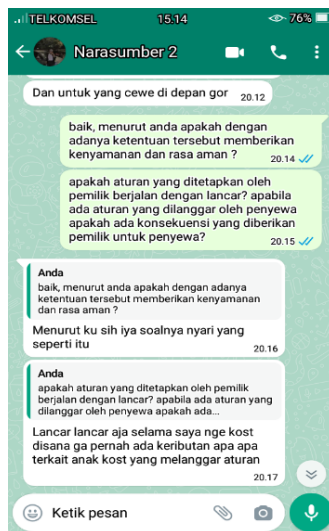 TELKOMSEL 15.14 76%
Narasumber 2
Dan untuk yang cewe di depan gor 20.12
baik, menurut anda apakah dengan
adanya ketentuan tersebut memberikan
kenyamanan dan rasa aman ?
20.14
apakah aturan yang ditetapkan oleh
pemilik berjalan dengan lancar? apabila
ada aturan yang dilanggar oleh penyewa
apakah ada konsekuensi yang diberikan
pemilik untuk penyewa?
20.15
Anda
baik, menurut anda apakah dengan adanya
ketentuan tersebut memberikan kenyamanan
dan rasa aman ?
Menurut ku sih iya soalnya nyari yang
seperti itu
20.16
Anda
apakah aturan yang ditetapkan oleh pemilik
berjalan dengan lancar? apabila ada aturan yang
dilanggar oleh penyewa apakah ada...
Lancar lancar aja selama saya nge kost
disana ga pernah ada keributan apa apa
terkait anak kost yang melanggar aturan
20.17
Ketik pesan